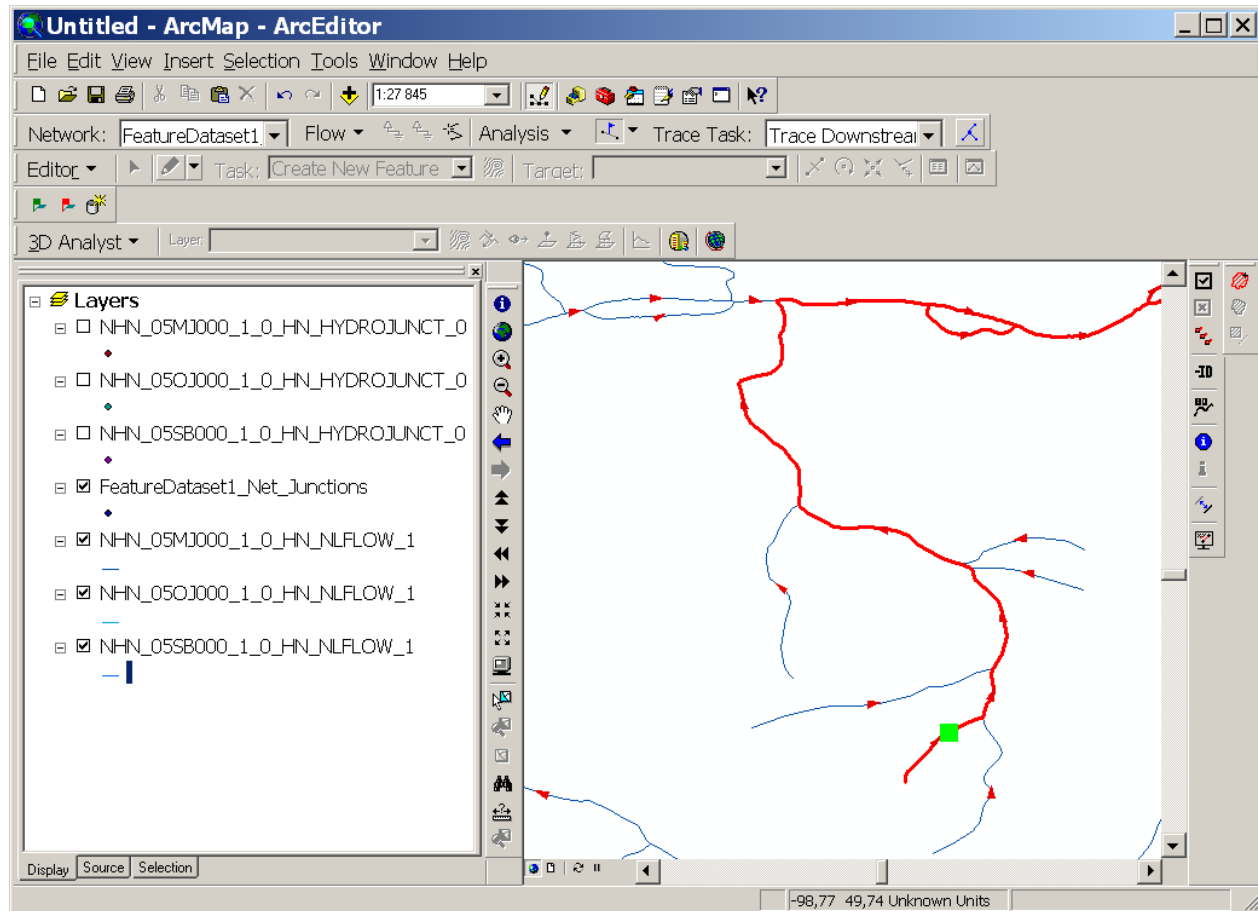 Untitled - ArcMap - ArcEditor
File Edit View Insert Selection Tools Window Help
1:27 845
Network: FeatureDataset1_ Flow Analysis Trace Task: Trace Downstream
Editor Task: Create New Feature Target:
3D Analyst Layer:
Layers
NHN_05MJ000_1_0_HN_HYDROJUNCT_0
NHN_05OJ000_1_0_HN_HYDROJUNCT_0
NHN_05SB000_1_0_HN_HYDROJUNCT_0
FeatureDataset1_Net_Junctions
NHN_05MJ000_1_0_HN_NLFLOW_1
NHN_05OJ000_1_0_HN_NLFLOW_1
NHN_05SB000_1_0_HN_NLFLOW_1
Display Source Selection
-98,77 49,74 Unknown Units